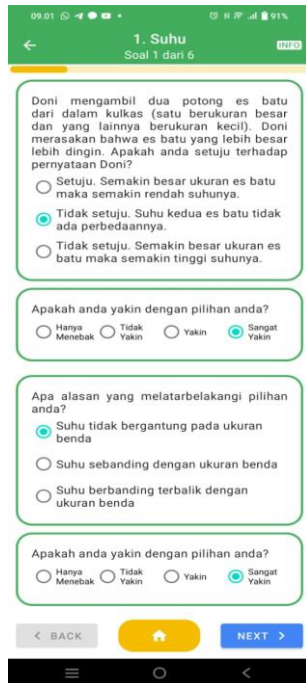 09.01
91%
1. Suhu
Soal 1 dari 6
INFO
Doni mengambil dua potong es batu
dari dalam kulkas (satu berukuran besar
dan yang lainnya berukuran kecil). Doni
merasakan bahwa es batu yang lebih besar
lebih dingin. Apakah anda setuju terhadap
pernyataan Doni?
Setuju. Semakin besar ukuran es batu
maka semakin rendah suhunya.
Tidak setuju. Suhu kedua es batu tidak
ada perbedaannya.
Tidak setuju. Semakin besar ukuran es
batu maka semakin tinggi suhunya.
Apakah anda yakin dengan pilihan anda?
Hanya
Menebak
Tidak
Yakin
Yakin
Sangat
Yakin
Apa alasan yang melatarbelakangi pilihan
anda?
Suhu tidak bergantung pada ukuran
benda
Suhu sebanding dengan ukuran benda
Suhu berbanding terbalik dengan
ukuran benda
Apakah anda yakin dengan pilihan anda?
Hanya
Menebak
Tidak
Yakin
Yakin
Sangat
Yakin
< BACK
NEXT >